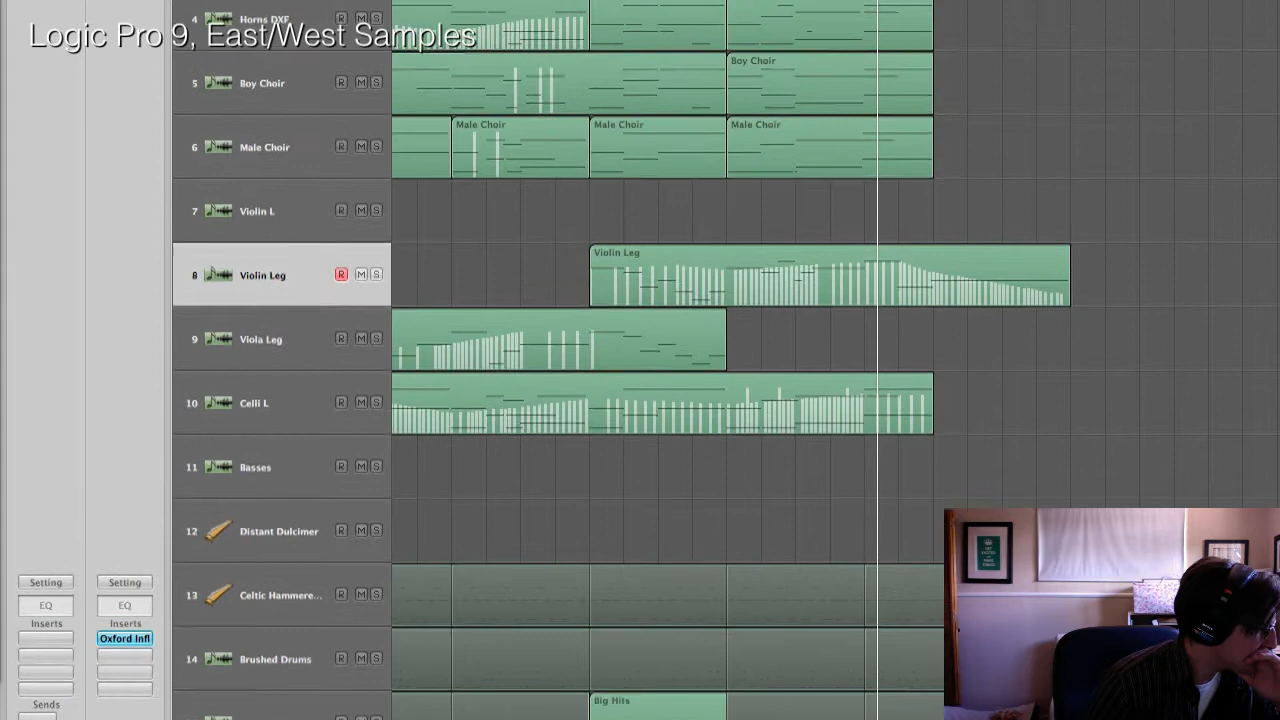 Logic Pro 9, East/West Samples
4 Horns DXF R M S
5 Boy Choir R M S
Boy Choir
6 Male Choir R M S
Male Choir
Male Choir
Male Choir
7 Violin L R M S
8 Violin Leg R M S
Violin Leg
9 Viola Leg R M S
10 Celli L R M S
11 Basses R M S
12 Distant Dulcimer R M S
13 Celtic Hammere... R M S
14 Brushed Drums R M S
Big Hits
Setting
EQ
Inserts
Sends
Setting
EQ
Inserts
Oxford Infl